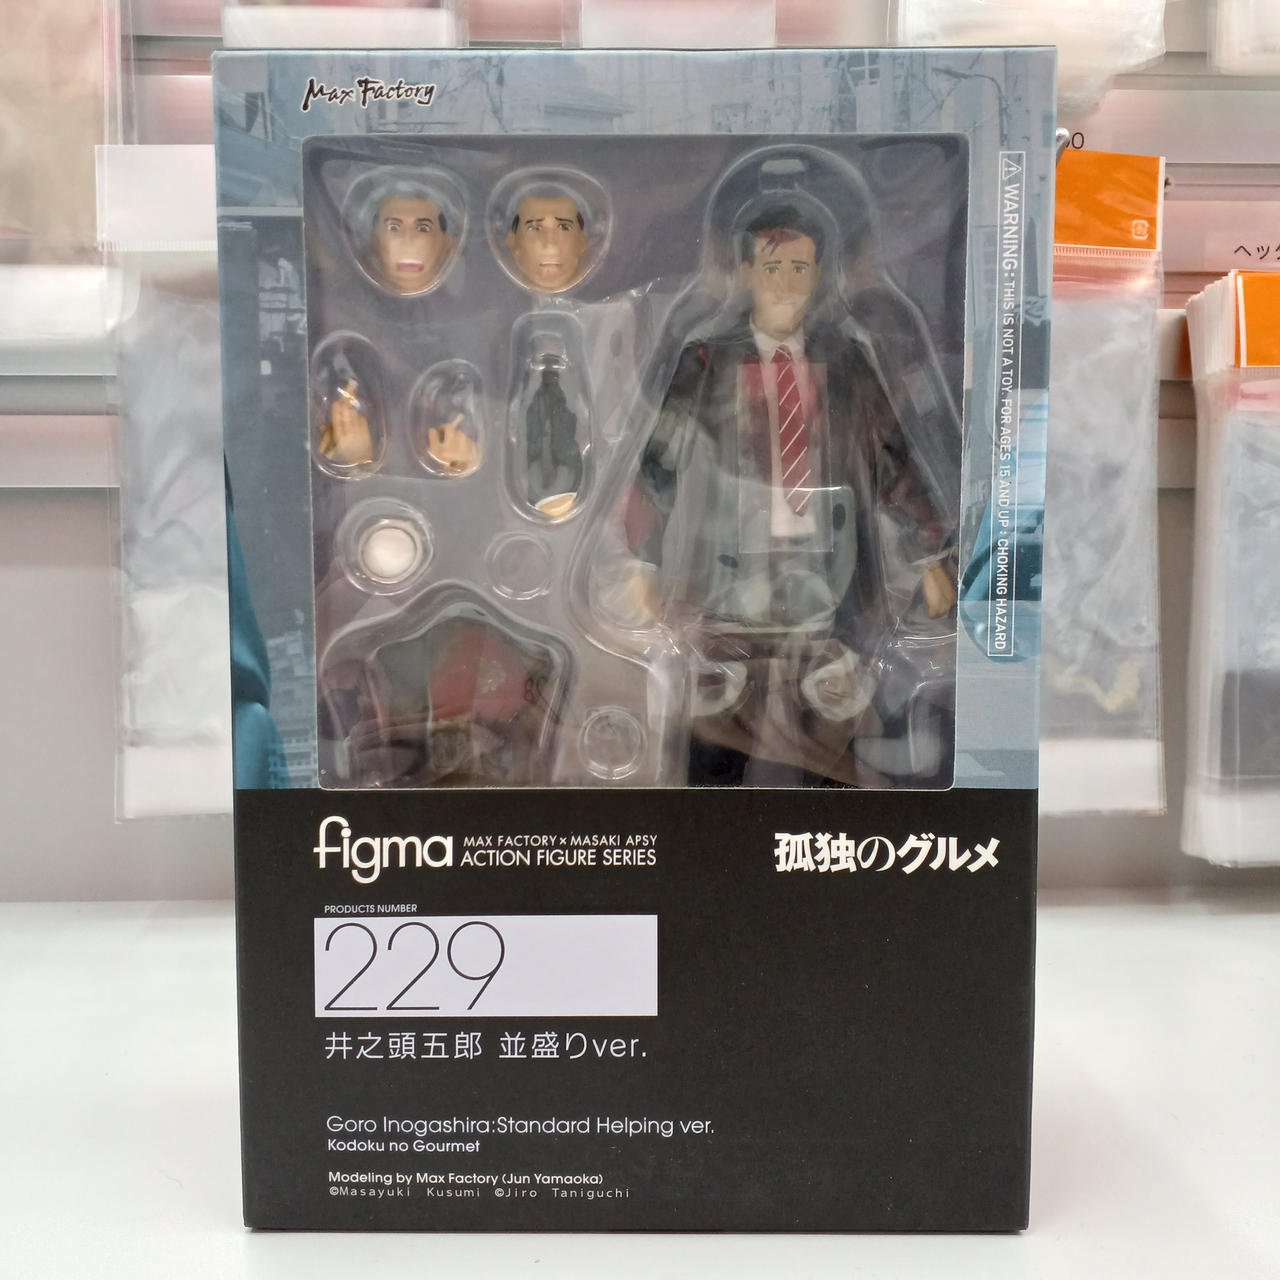 Max Factory
⚠WARNING: THIS IS NOT A TOY. FOR AGES 15 AND UP : CHOKING HAZARD
figma MAX FACTORY × MASAKI APSY
ACTION FIGURE SERIES
孤独のグルメ
PRODUCTS NUMBER
229
井之頭五郎 並盛りver.
Goro Inogashira:Standard Helping ver.
Kodoku no Gourmet
Modeling by Max Factory (Jun Yamaoka)
©Masayuki Kusumi ©Jiro Taniguchi
ヘッ